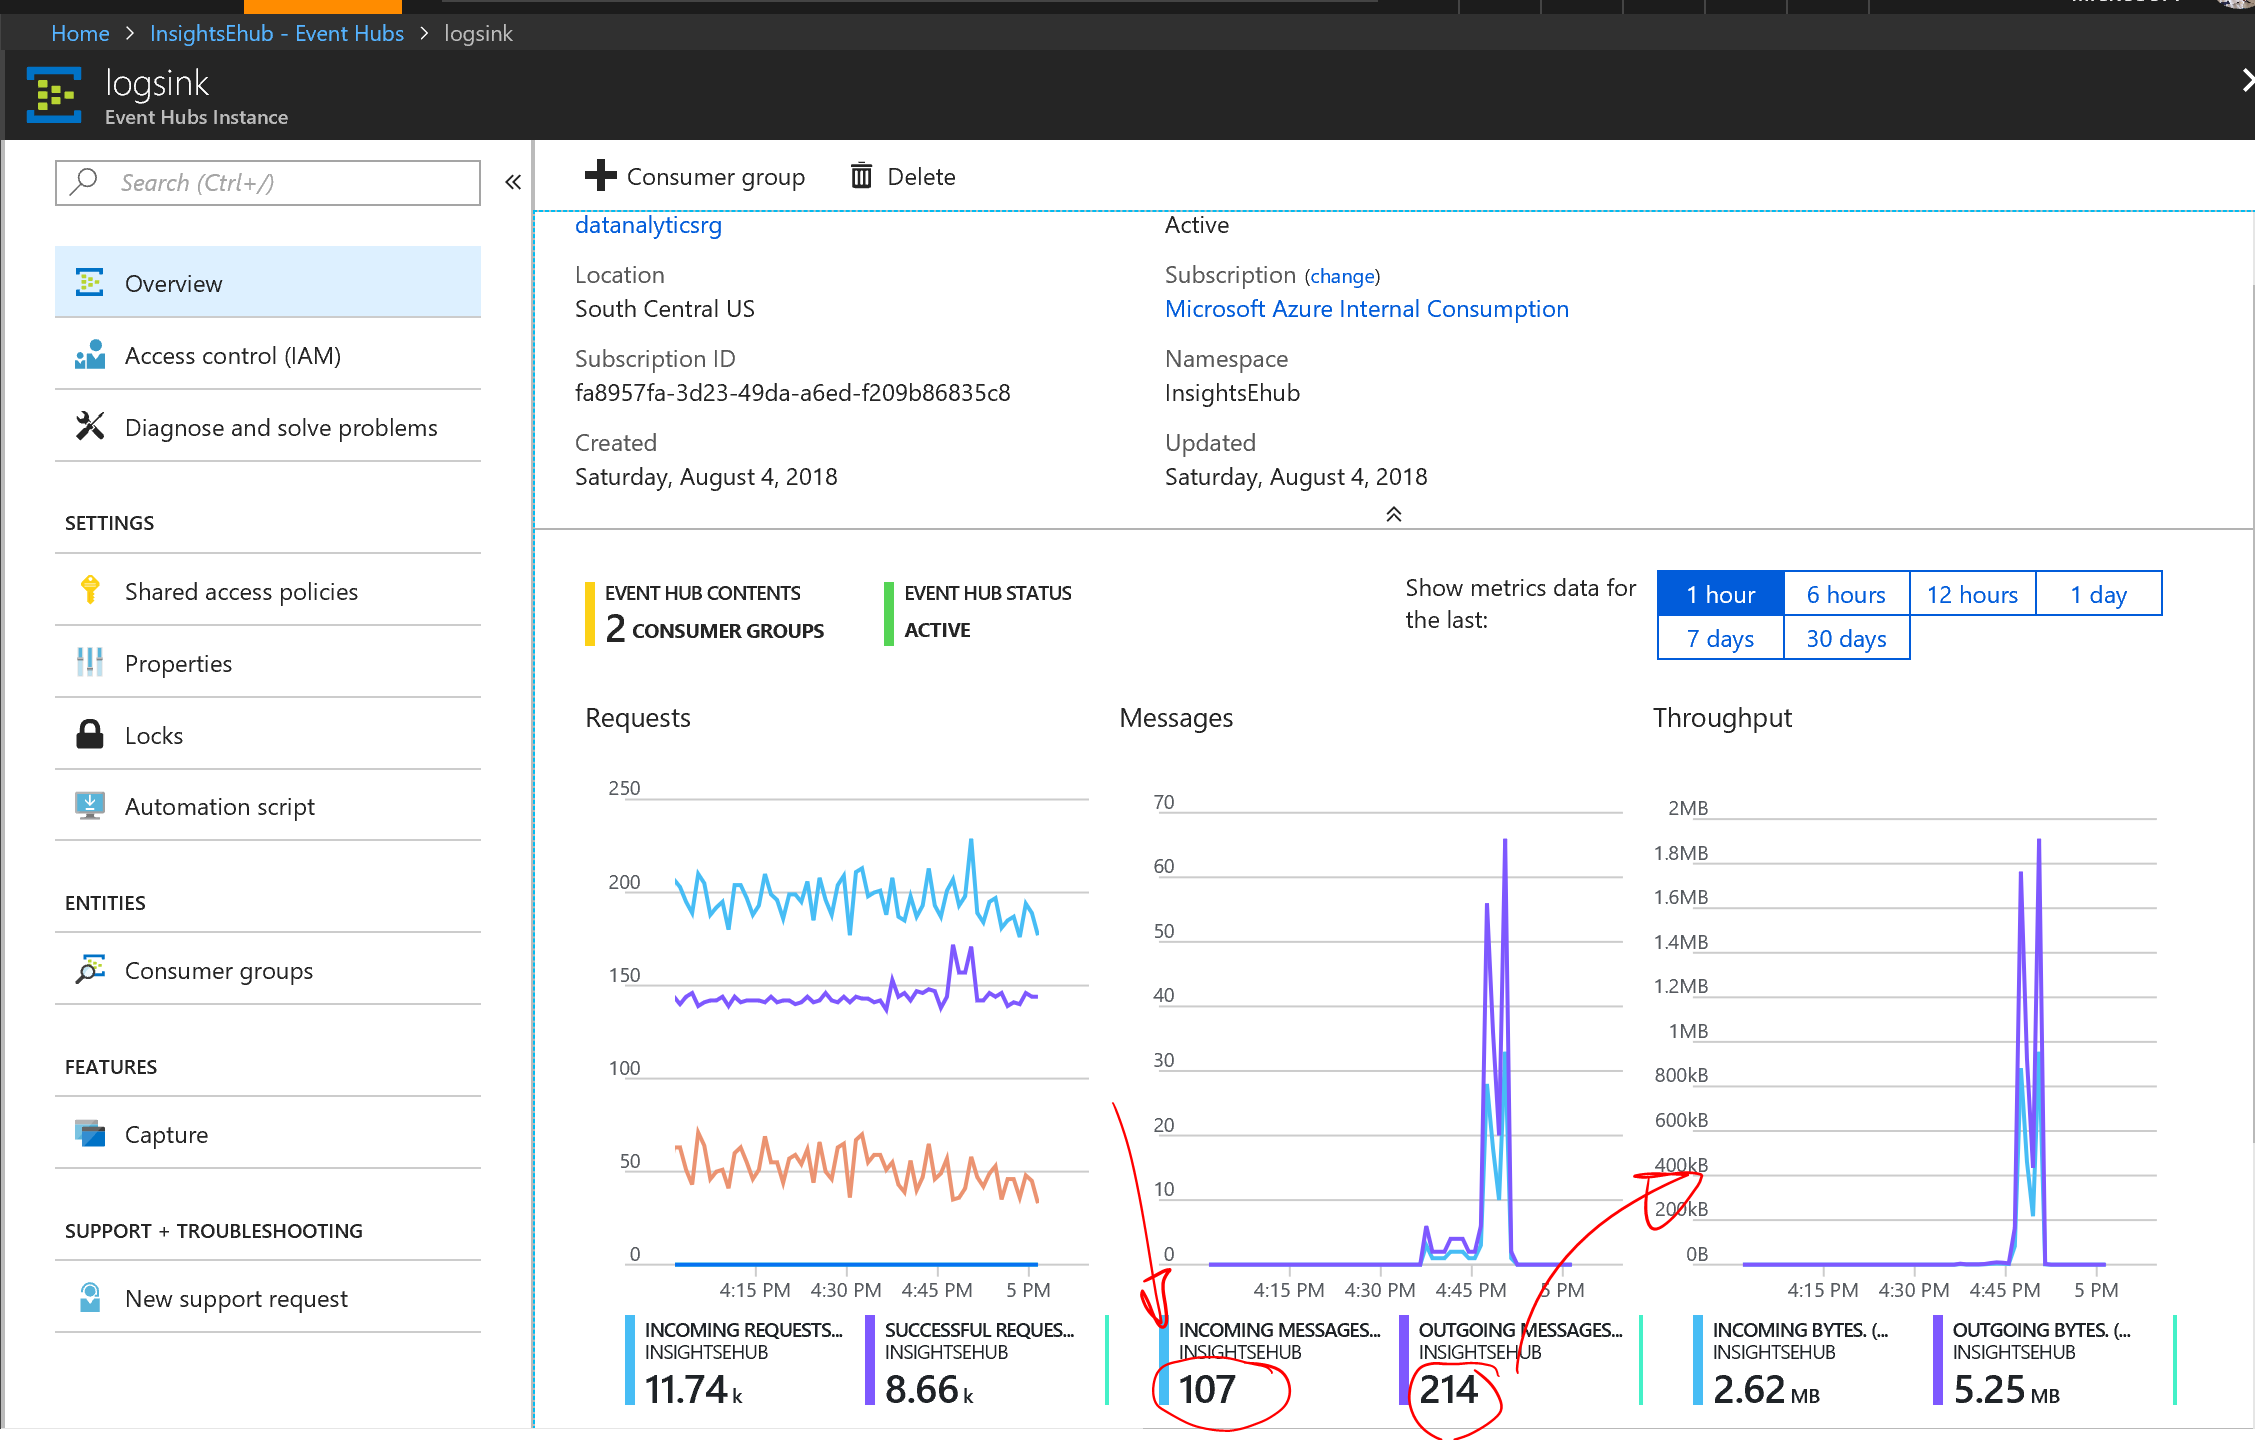 Home > InsightsEhub - Event Hubs > logsink
logsink
Event Hubs Instance
Search (Ctrl+/)
«
Consumer group
Delete
Overview
Access control (IAM)
Diagnose and solve problems
SETTINGS
Shared access policies
Properties
Locks
Automation script
ENTITIES
Consumer groups
FEATURES
Capture
SUPPORT + TROUBLESHOOTING
New support request
datanalyticsrg
Active
Location
South Central US
Subscription (change)
Microsoft Azure Internal Consumption
Subscription ID
fa8957fa-3d23-49da-a6ed-f209b86835c8
Namespace
InsightsEhub
Created
Saturday, August 4, 2018
Updated
Saturday, August 4, 2018
EVENT HUB CONTENTS
2 CONSUMER GROUPS
EVENT HUB STATUS
ACTIVE
Show metrics data for
the last:
1 hour
6 hours
12 hours
1 day
7 days
30 days
Requests
250
200
150
100
50
0
4:15 PM 4:30 PM 4:45 PM 5 PM
INCOMING REQUESTS...
INSIGHTSEHUB
11.74 k
SUCCESSFUL REQUES...
INSIGHTSEHUB
8.66 k
Messages
70
60
50
40
30
20
10
0
4:15 PM 4:30 PM 4:45 PM 5 PM
INCOMING MESSAGES...
INSIGHTSEHUB
107
OUTGOING MESSAGES...
INSIGHTSEHUB
214
Throughput
2MB
1.8MB
1.6MB
1.4MB
1.2MB
1MB
800kB
600kB
400kB
200kB
0B
4:15 PM 4:30 PM 4:45 PM 5 PM
INCOMING BYTES. (...
INSIGHTSEHUB
2.62 MB
OUTGOING BYTES. (...
INSIGHTSEHUB
5.25 MB